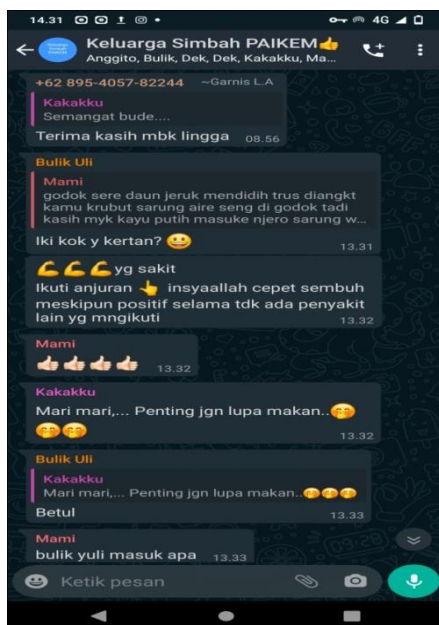 14.31
4G
Keluarga Simbah PAIKEM👍
Anggito, Bulik, Dek, Dek, Kakakku, Ma...
+62 895-4057-82244 ~Garnis L.A
Kakakku
Semangat bude....
Terima kasih mbk lingga 08.56
Bulik Uli
Mami
godok sere daun jeruk mendidih trus diangkt
kamu krubut sarung aire seng di godok tadi
kasih myk kayu putih masuke njero sarung w...
Iki kok y kertan? 😀
13.31
💪💪💪yg sakit
Ikuti anjuran 👆 insyaallah cepet sembuh
meskipun positif selama tdk ada penyakit
lain yg mngikuti
13.32
Mami
👍🏻👍🏻👍🏻👍🏻 13.32
Kakakku
Mari mari,... Penting jgn lupa makan..🤭
🤭🤭
13.32
Bulik Uli
Kakakku
Mari mari,... Penting jgn lupa makan..🤭🤭🤭
Betul
13.33
Mami
bulik yuli masuk apa 13.33
Ketik pesan